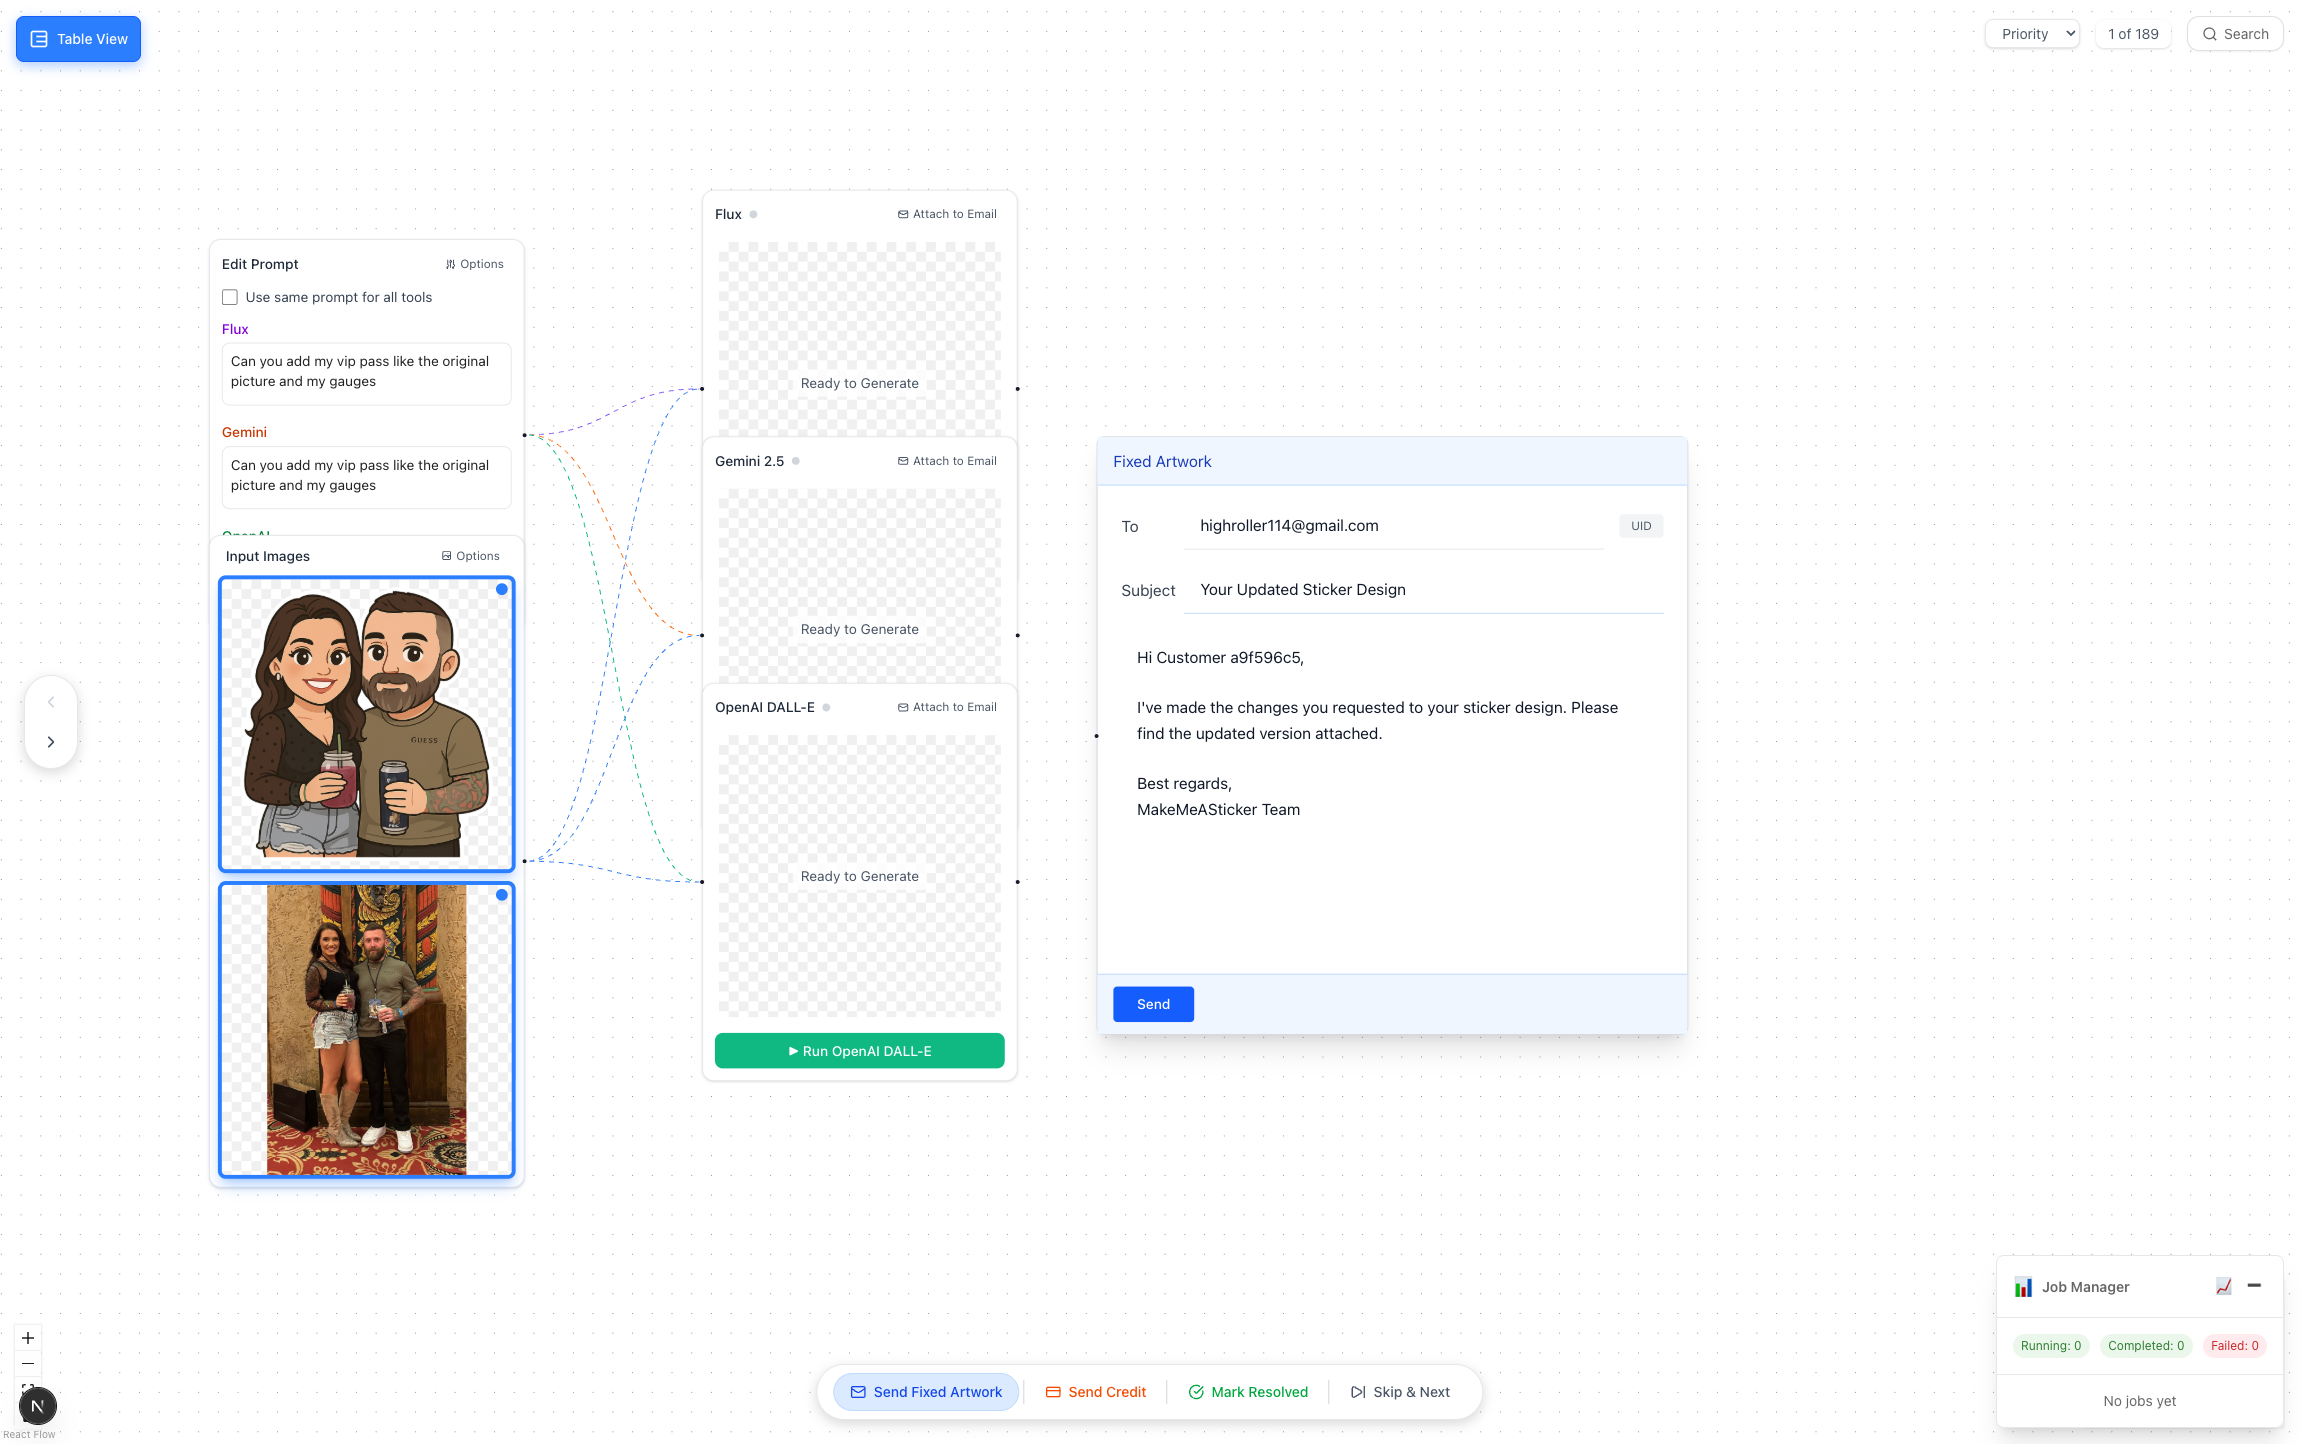 Table View
Priority
1 of 189
Search
Edit Prompt
Options
Use same prompt for all tools
Flux
Can you add my vip pass like the original
picture and my gauges
Gemini
Can you add my vip pass like the original
picture and my gauges
OpenAI
Input Images
Options
GUESS
Flux
Attach to Email
Ready to Generate
Gemini 2.5
Attach to Email
Ready to Generate
OpenAI DALL-E
Attach to Email
Ready to Generate
Run OpenAI DALL-E
Fixed Artwork
To
highroller114@gmail.com
UID
Subject
Your Updated Sticker Design
Hi Customer a9f596c5,
I've made the changes you requested to your sticker design. Please
find the updated version attached.
Best regards,
MakeMeASticker Team
Send
Job Manager
Running: 0
Completed: 0
Failed: 0
No jobs yet
Send Fixed Artwork
Send Credit
Mark Resolved
Skip & Next
N
React Flow